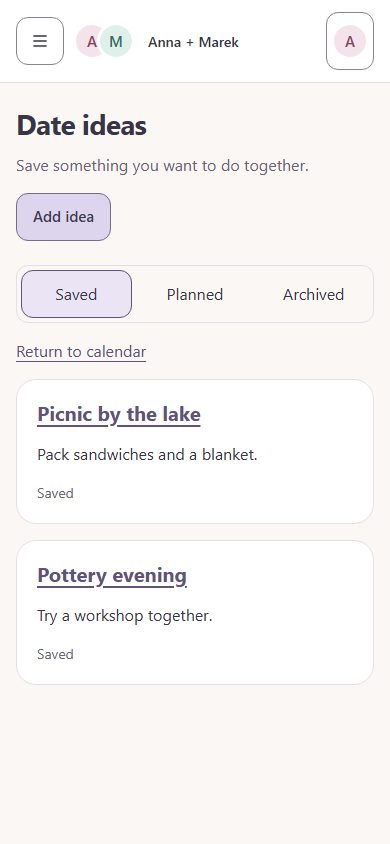 A M Anna + Marek A
Date ideas
Save something you want to do together.
Add idea
Saved Planned Archived
Return to calendar
Picnic by the lake
Pack sandwiches and a blanket.
Saved
Pottery evening
Try a workshop together.
Saved